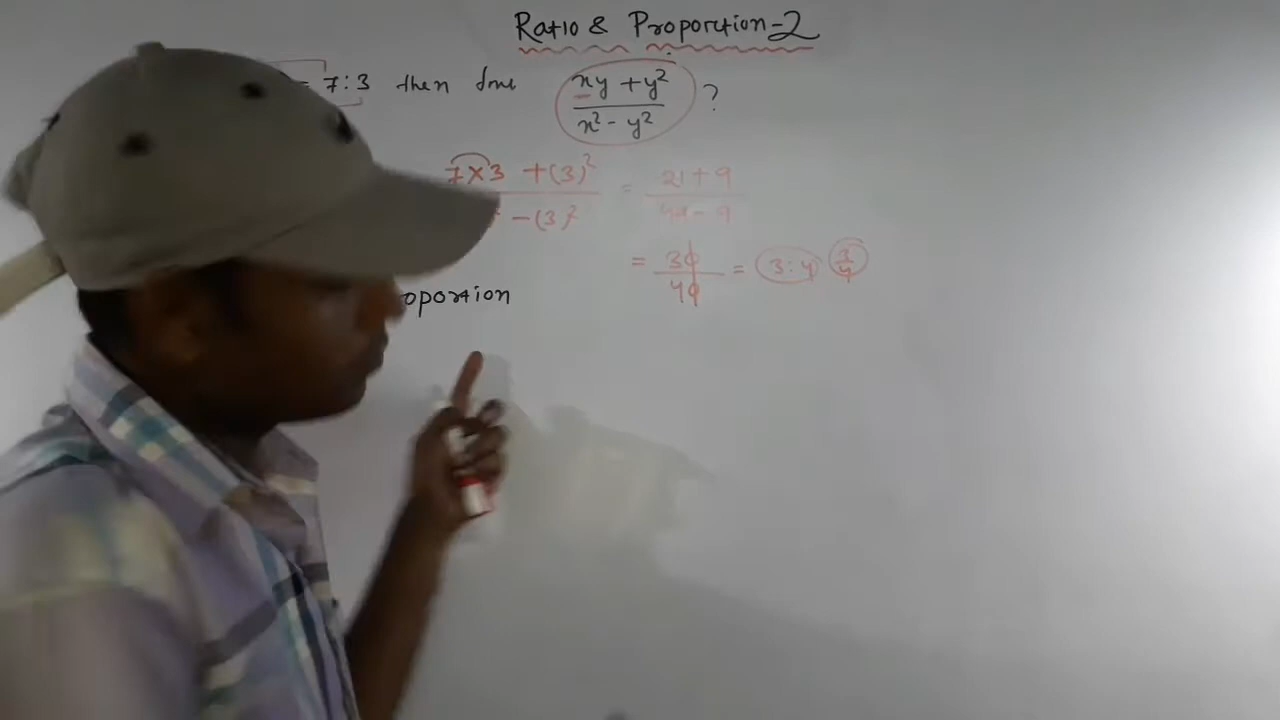 Ratio & Proportion-2
= 7:3 then find xy + y² / x² - y² ?
7×3 + (3)² / - (3)² = 21 + 9 / 49 - 9
= 30 / 40 = 3:4 3/4
oportion